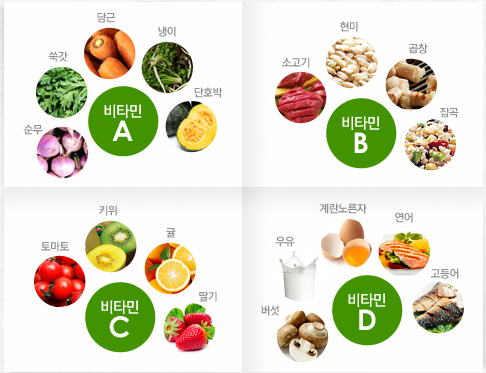 당근
냉이
쑥갓
단호박
순무
비타민
A
현미
곱창
소고기
잡곡
비타민
B
키위
귤
토마토
딸기
비타민
C
계란노른자
연어
우유
고등어
버섯
비타민
D